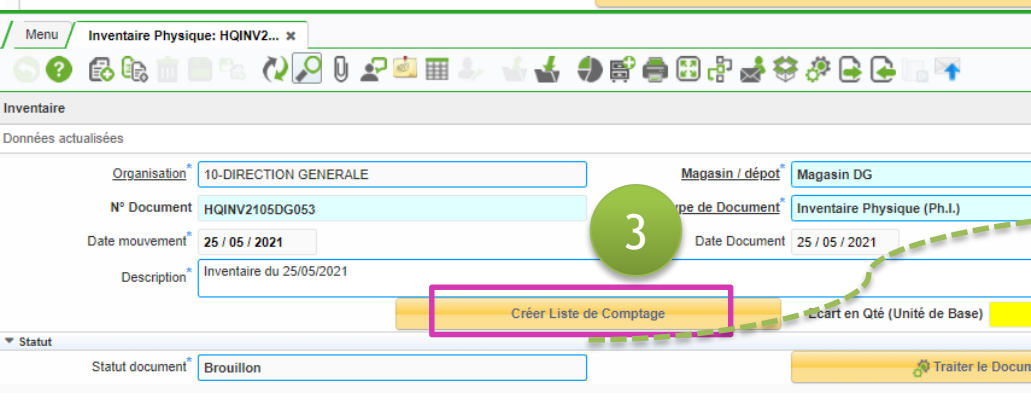 Menu Inventaire Physique: HQINV2... ×
Inventaire
Données actualisées
Organisation* 10-DIRECTION GENERALE Magasin / dépot* Magasin DG
N° Document HQINV2105DG053 ype de Document* Inventaire Physique (Ph.I.)
Date mouvement* 25 / 05 / 2021 3 Date Document 25 / 05 / 2021
Description* Inventaire du 25/05/2021
Créer Liste de Comptage Ecart en Qté (Unité de Base)
Statut
Statut document* Brouillon Traiter le Docum